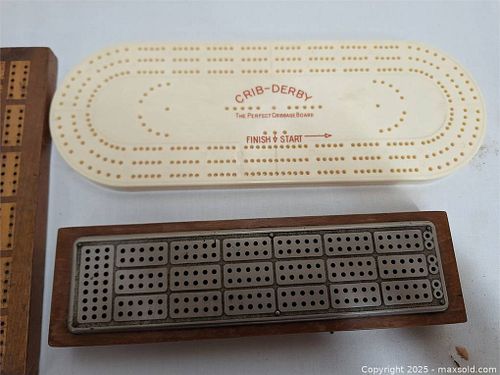 CRIB-DERBY
THE PERFECT CRIBBAGE BOARD
FINISH START
Copyright 2025 - maxsold.com